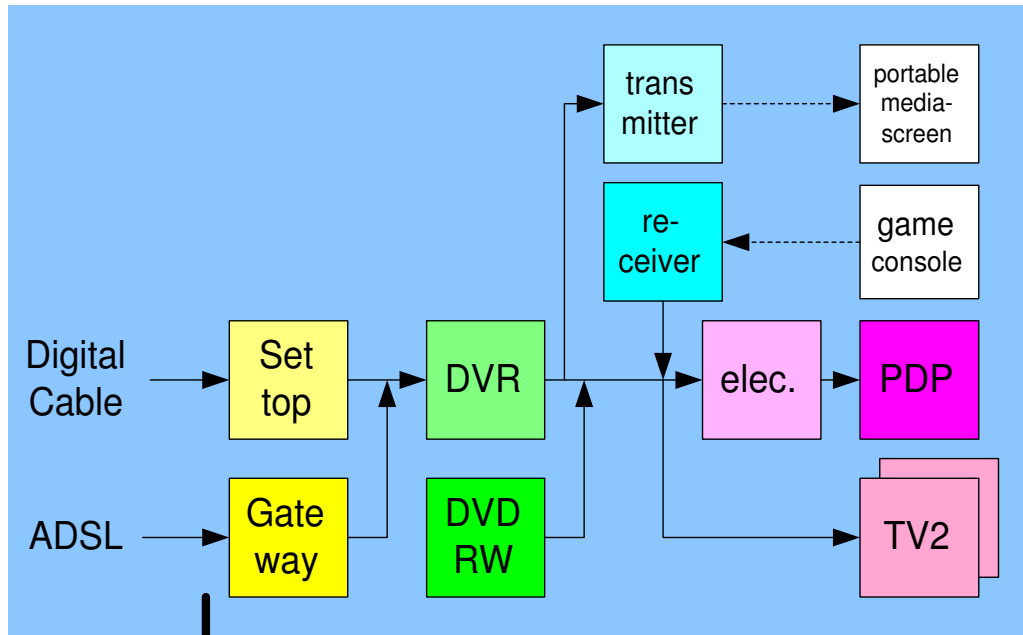 trans
mitter
portable
media-
screen
re-
ceiver
game
console
Digital
Cable
Set
top
DVR
elec.
PDP
ADSL
Gate
way
DVD
RW
TV2